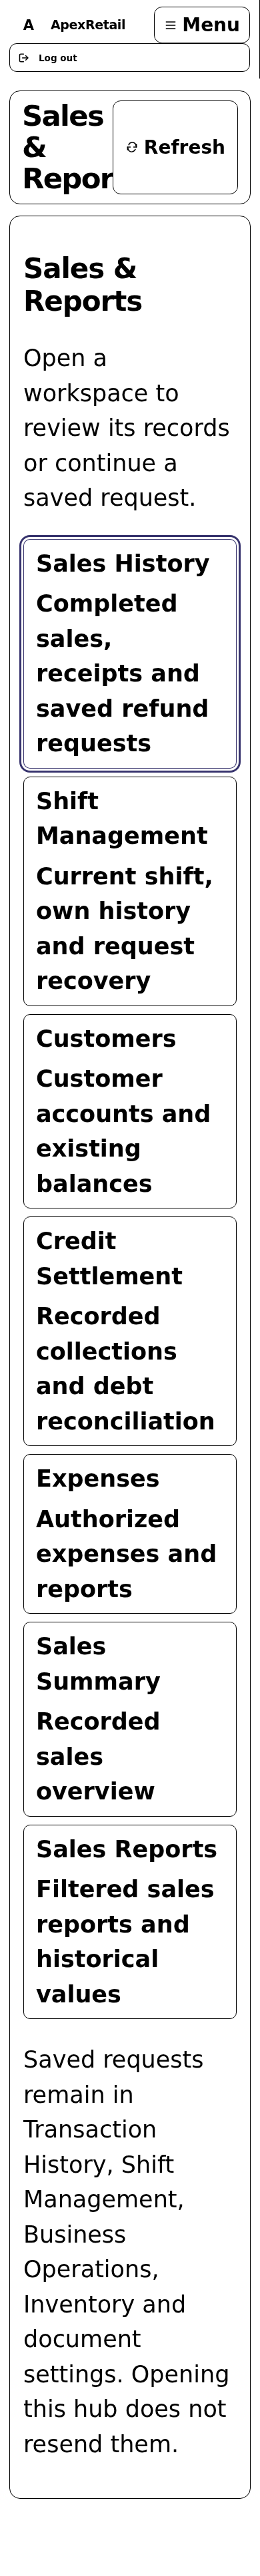 A ApexRetail Menu
Log out
Sales
&
Repor
Refresh
Sales &
Reports
Open a
workspace to
review its records
or continue a
saved request.
Sales History
Completed
sales,
receipts and
saved refund
requests
Shift
Management
Current shift,
own history
and request
recovery
Customers
Customer
accounts and
existing
balances
Credit
Settlement
Recorded
collections
and debt
reconciliation
Expenses
Authorized
expenses and
reports
Sales
Summary
Recorded
sales
overview
Sales Reports
Filtered sales
reports and
historical
values
Saved requests
remain in
Transaction
History, Shift
Management,
Business
Operations,
Inventory and
document
settings. Opening
this hub does not
resend them.